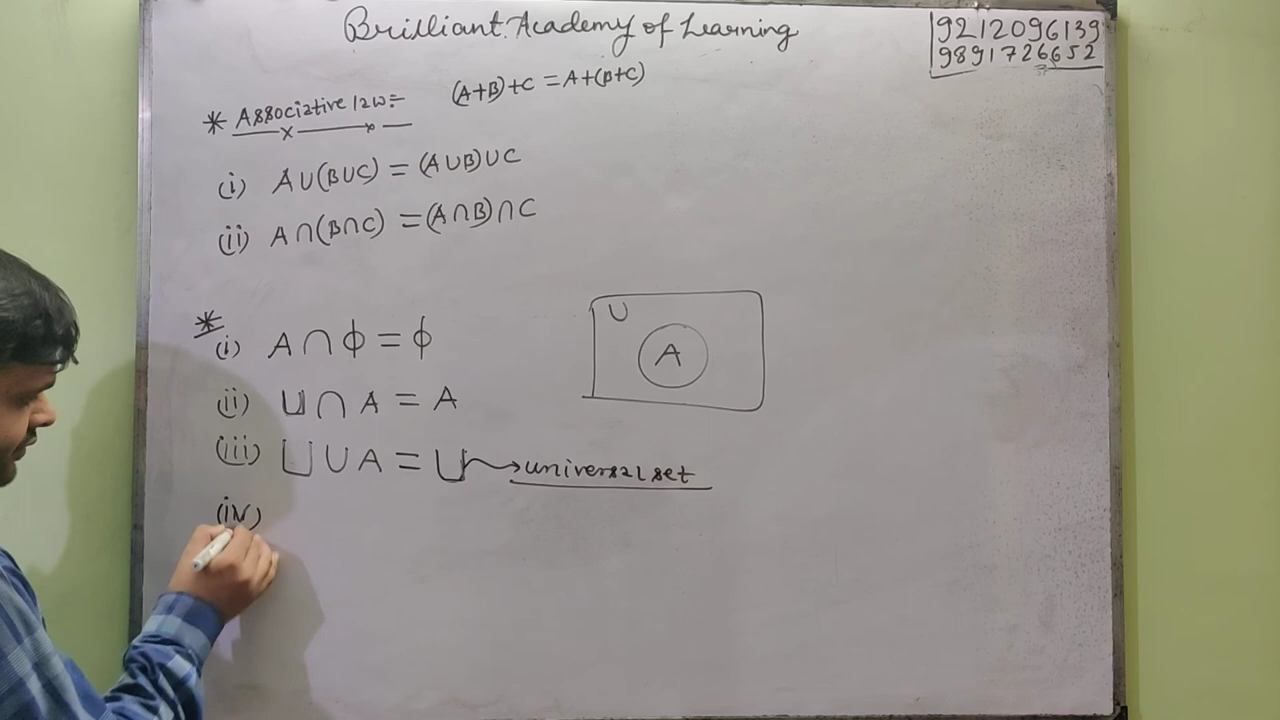 Brilliant Academy of Learning
9212096139
9891726652
* Associative law:- (A+B)+C = A+(B+C)
(i) A∪(B∪C) = (A∪B)∪C
(ii) A∩(B∩C) = (A∩B)∩C
*
(i) A∩ϕ = ϕ
(ii) U∩A = A
(iii) U∪A = U → universal set
(iv)
U
A